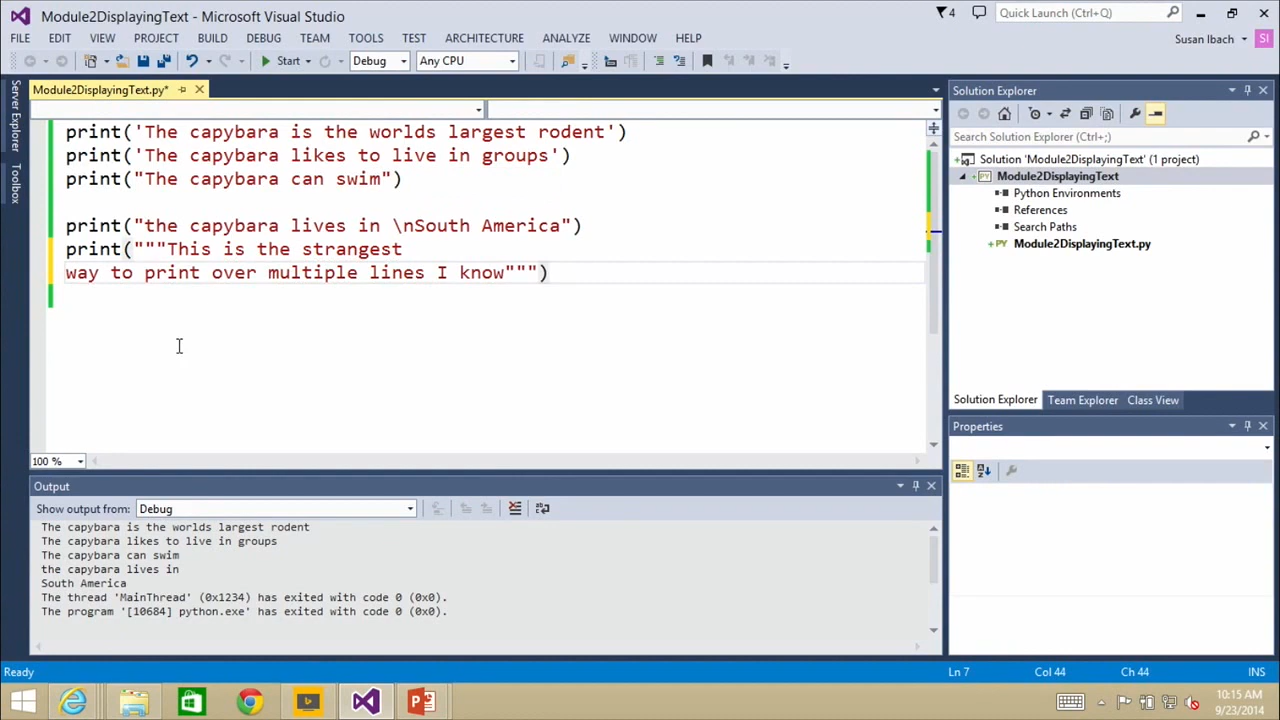 Module2DisplayingText - Microsoft Visual Studio
4
Quick Launch (Ctrl+Q)
FILE EDIT VIEW PROJECT BUILD DEBUG TEAM TOOLS TEST ARCHITECTURE ANALYZE WINDOW HELP
Susan Ibach
SI
Start
Debug
Any CPU
Server Explorer
Toolbox
Module2DisplayingText.py*
print('The capybara is the worlds largest rodent')
print('The capybara likes to live in groups')
print("The capybara can swim")
print("the capybara lives in \nSouth America")
print("""This is the strangest
way to print over multiple lines I know""")
100 %
Output
Show output from: Debug
The capybara is the worlds largest rodent
The capybara likes to live in groups
The capybara can swim
the capybara lives in
South America
The thread 'MainThread' (0x1234) has exited with code 0 (0x0).
The program '[10684] python.exe' has exited with code 0 (0x0).
Solution Explorer
Search Solution Explorer (Ctrl+;)
Solution 'Module2DisplayingText' (1 project)
PY Module2DisplayingText
Python Environments
References
Search Paths
PY Module2DisplayingText.py
Solution Explorer Team Explorer Class View
Properties
Ready
Ln 7
Col 44
Ch 44
INS
10:15 AM
9/23/2014